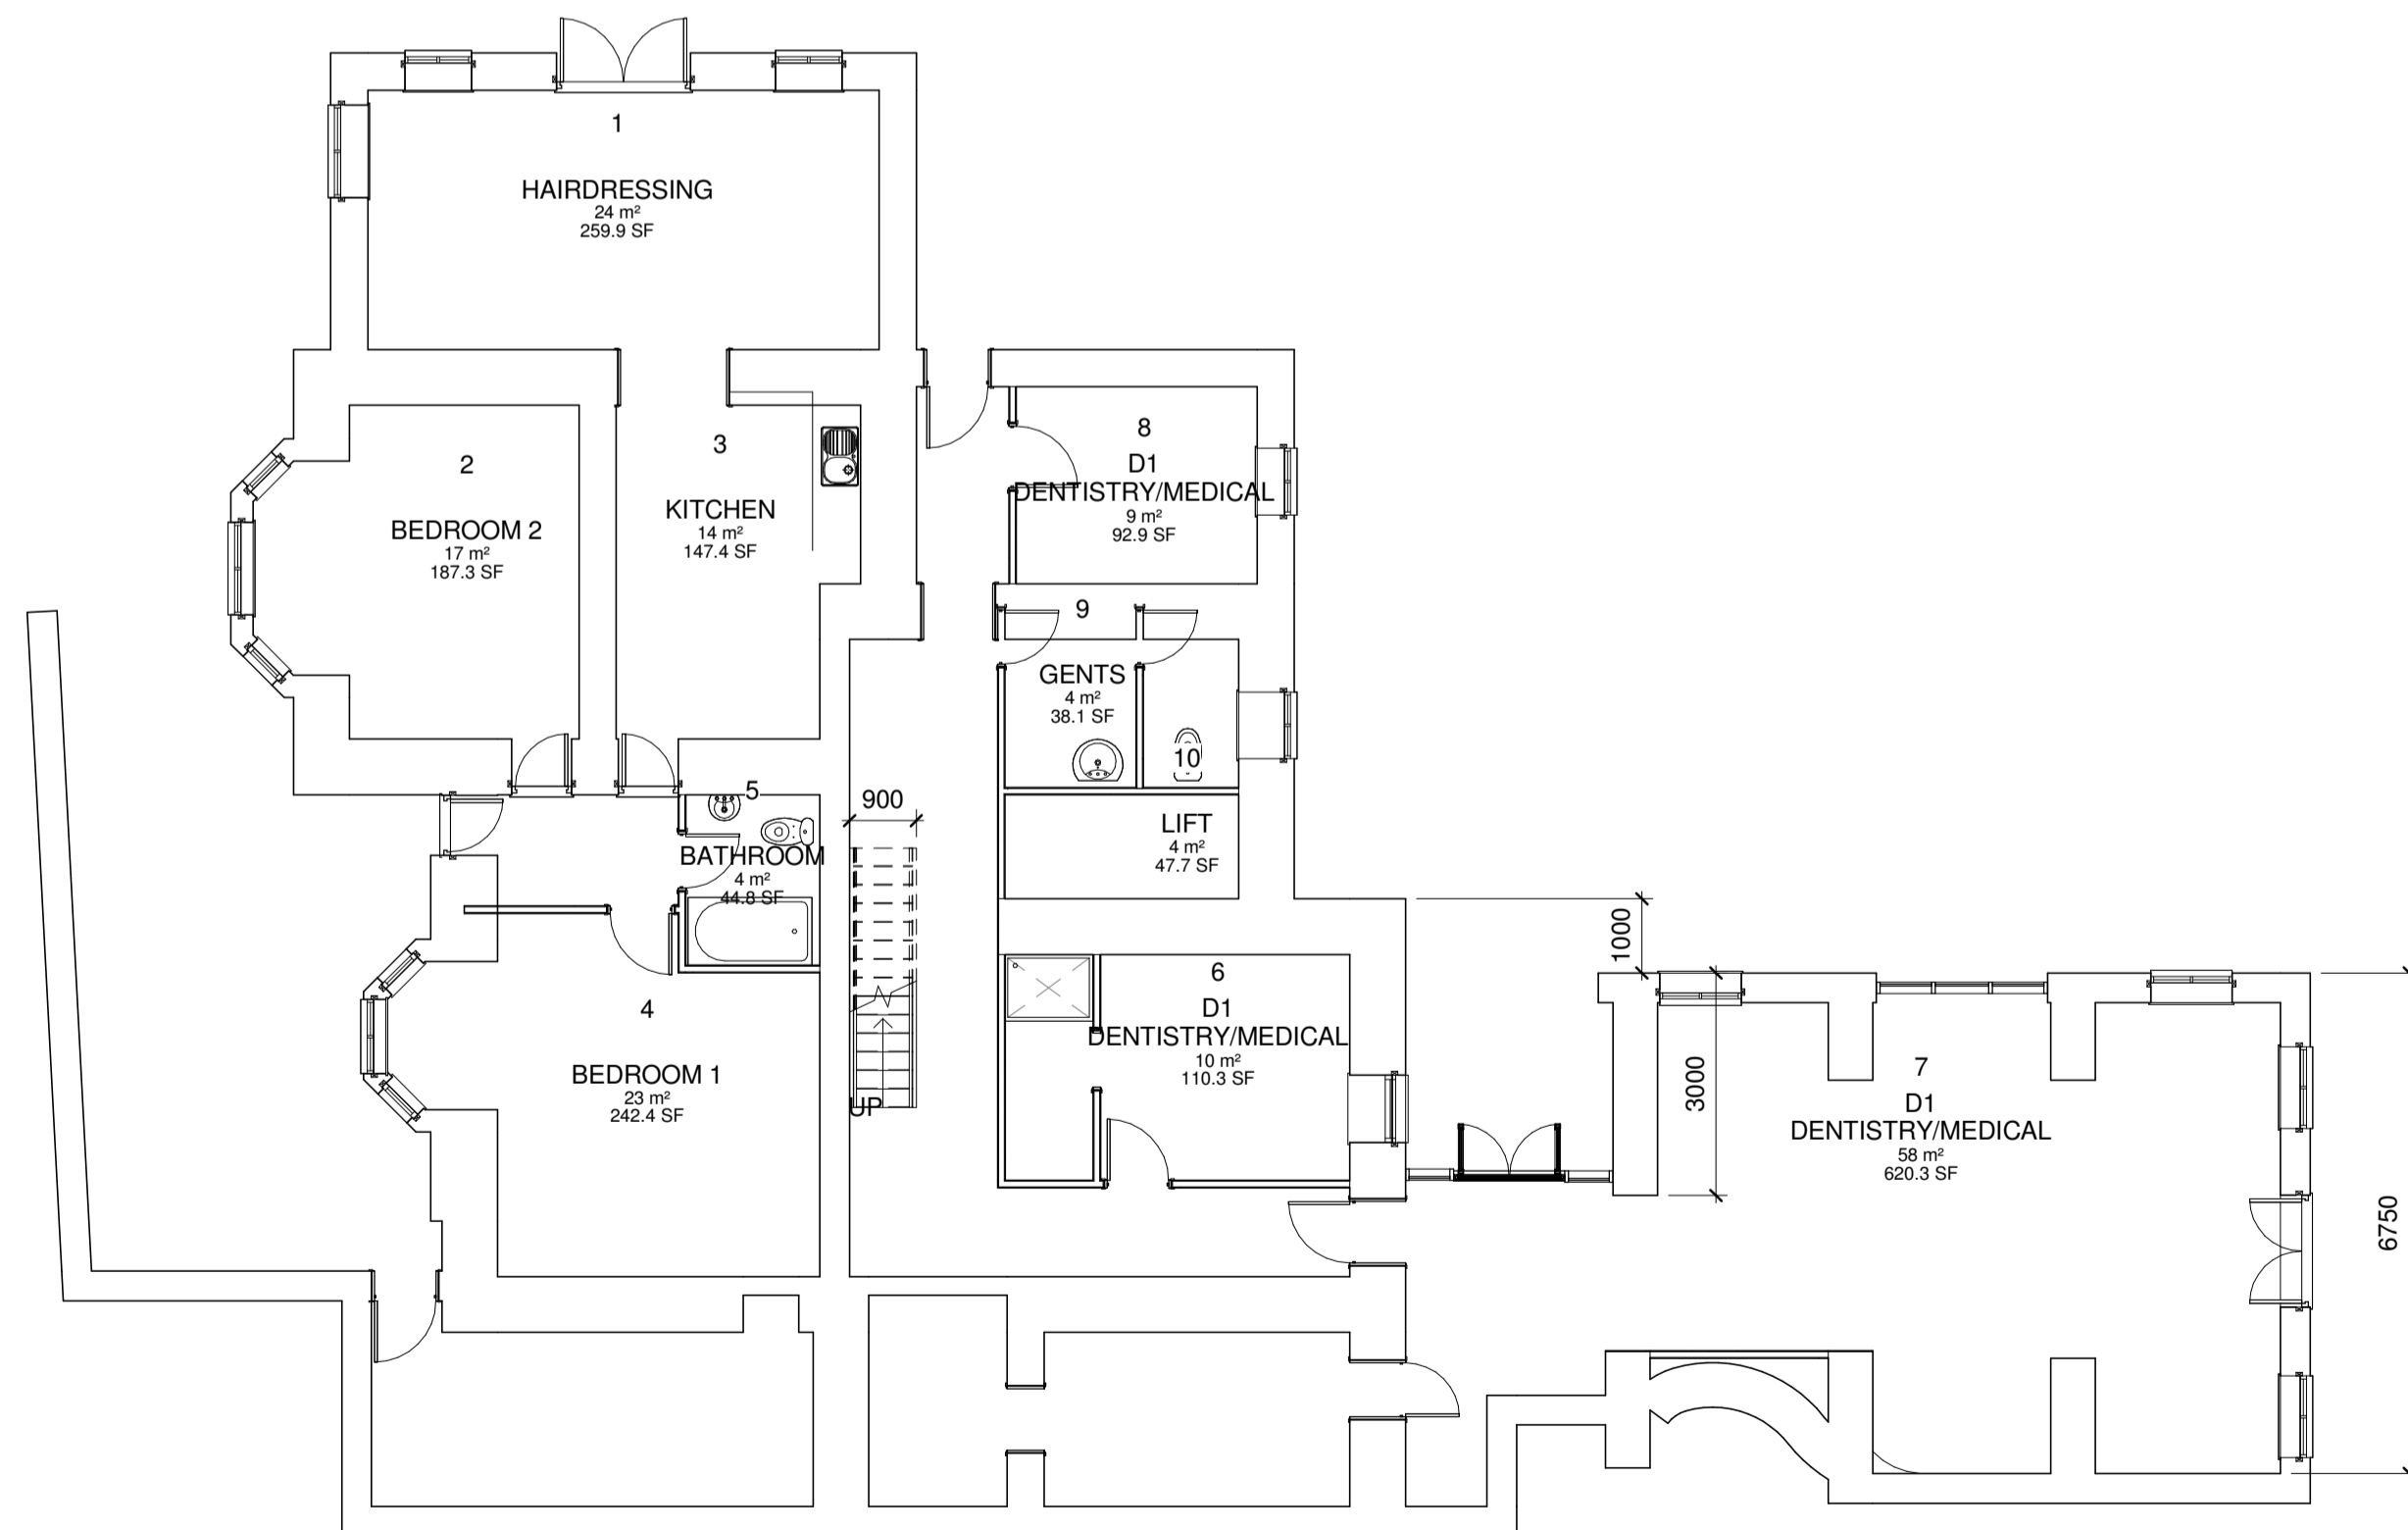 1
HAIRDRESSING
24 m²
259.9 SF
2
BEDROOM 2
17 m²
187.3 SF
3
KITCHEN
14 m²
147.4 SF
8
D1
DENTISTRY/MEDICAL
9 m²
92.9 SF
9
GENTS
4 m²
38.1 SF
10
5
BATHROOM
4 m²
44.8 SF
900
LIFT
4 m²
47.7 SF
4
BEDROOM 1
23 m²
242.4 SF
UP
6
D1
DENTISTRY/MEDICAL
10 m²
110.3 SF
1000
3000
7
D1
DENTISTRY/MEDICAL
58 m²
620.3 SF
6750